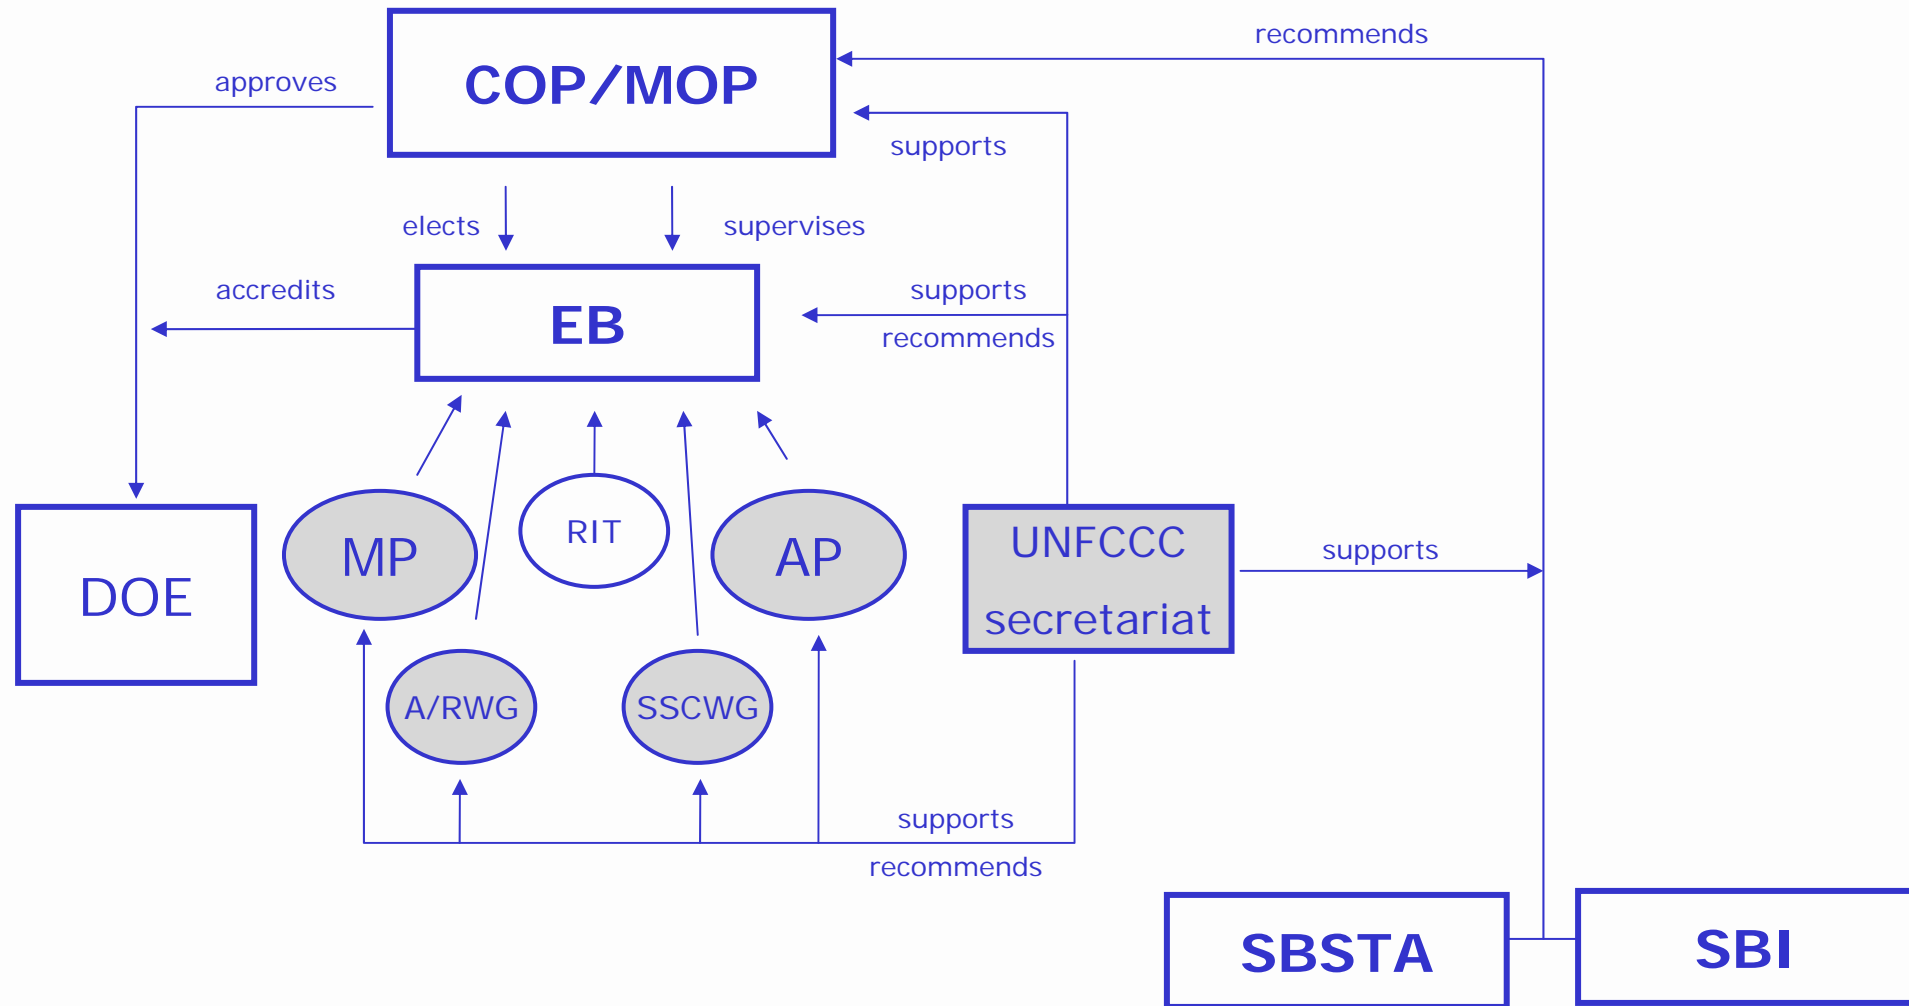 recommends
COP/MOP
approves
supports
elects
supervises
accredits
supports
EB
recommends
RIT
MP
AP
UNFCCC
secretariat
supports
DOE
A/RWG
SSCWG
supports
recommends
SBSTA
SBI